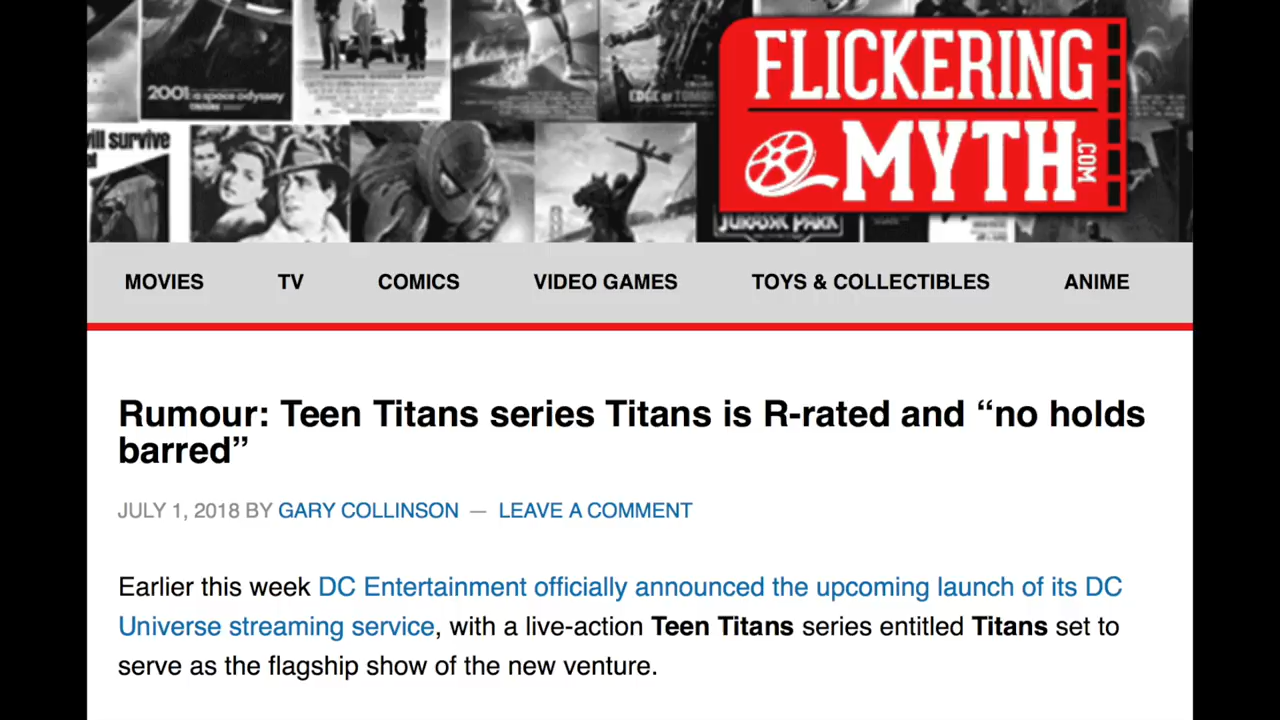 2001: a space odyssey
EDGE OF TOMOR
FLICKERING
MYTH
.COM
will survive
JURASSIC PARK
MOVIES TV COMICS VIDEO GAMES TOYS & COLLECTIBLES ANIME
Rumour: Teen Titans series Titans is R-rated and “no holds
barred”
JULY 1, 2018 BY GARY COLLINSON — LEAVE A COMMENT
Earlier this week DC Entertainment officially announced the upcoming launch of its DC
Universe streaming service, with a live-action Teen Titans series entitled Titans set to
serve as the flagship show of the new venture.